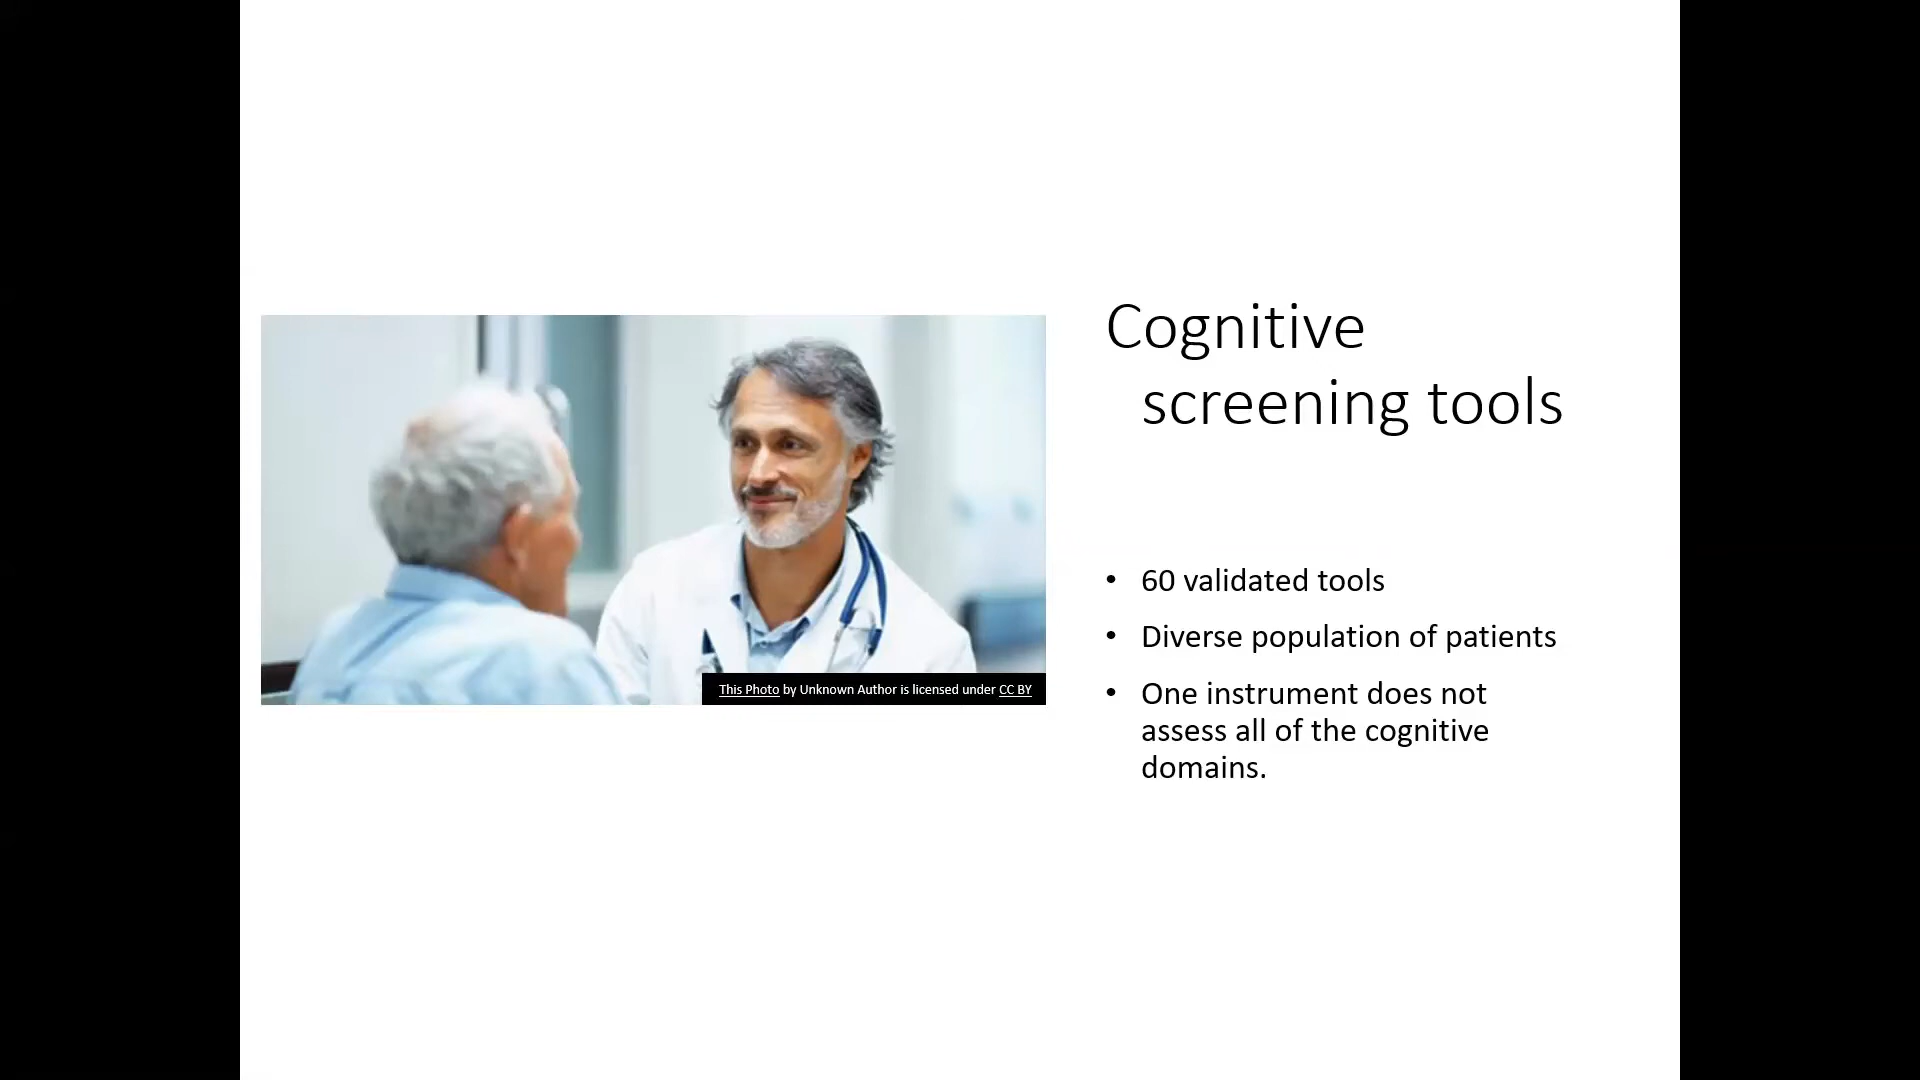 Cognitive
screening tools
• 60 validated tools
• Diverse population of patients
• One instrument does not
assess all of the cognitive
domains.
This Photo by Unknown Author is licensed under CC BY